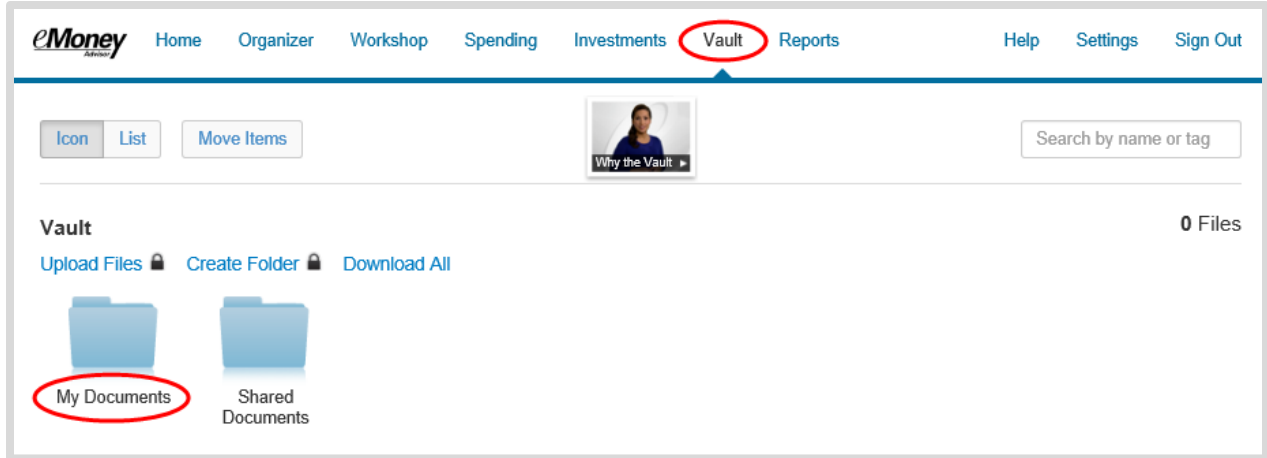 eMoney Advisor Home Organizer Workshop Spending Investments Vault Reports Help Settings Sign Out
Icon List Move Items Why the Vault Search by name or tag
Vault 0 Files
Upload Files Create Folder Download All
My Documents Shared
Documents